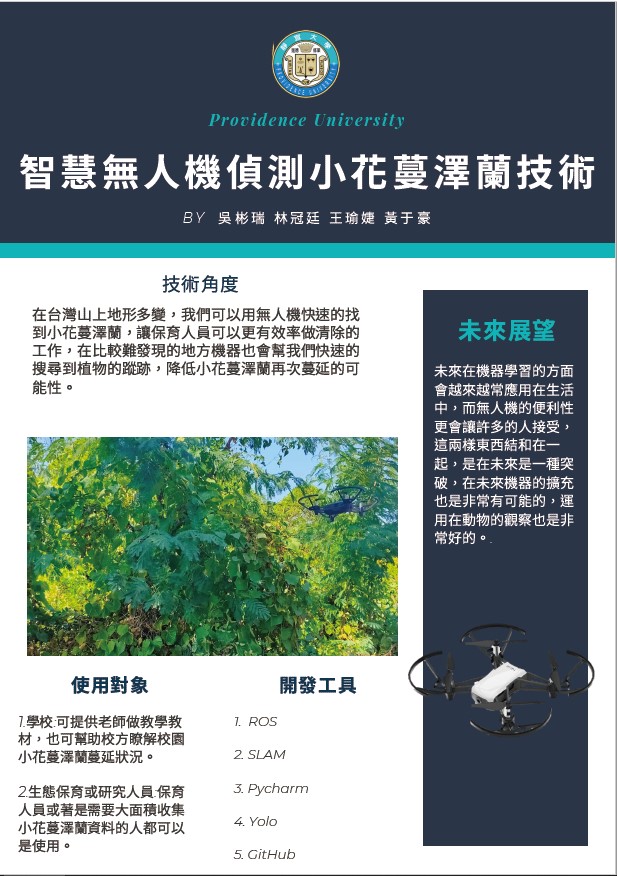 靜宜大學
PROVIDENCE UNIVERSITY
Providence University
智慧無人機偵測小花蔓澤蘭技術
BY 吳彬瑞 林冠廷 王瑜婕 黃于豪
技術角度
在台灣山上地形多變，我們可以用無人機快速的找
到小花蔓澤蘭，讓保育人員可以更有效率做清除的
工作，在比較難發現的地方機器也會幫我們快速的
搜尋到植物的蹤跡，降低小花蔓澤蘭再次蔓延的可
能性。
未來展望
未來在機器學習的方面
會越來越常應用在生活
中，而無人機的便利性
更會讓許多的人接受，
這兩樣東西結和在一
起，是在未來是一種突
破，在未來機器的擴充
也是非常有可能的，運
用在動物的觀察也是非
常好的。.
使用對象
1.學校:可提供老師做教學教
材，也可幫助校方瞭解校園
小花蔓澤蘭蔓延狀況。
2.生態保育或研究人員:保育
人員或著是需要大面積收集
小花蔓澤蘭資料的人都可以
是使用。
開發工具
1. ROS
2. SLAM
3. Pycharm
4. Yolo
5. GitHub